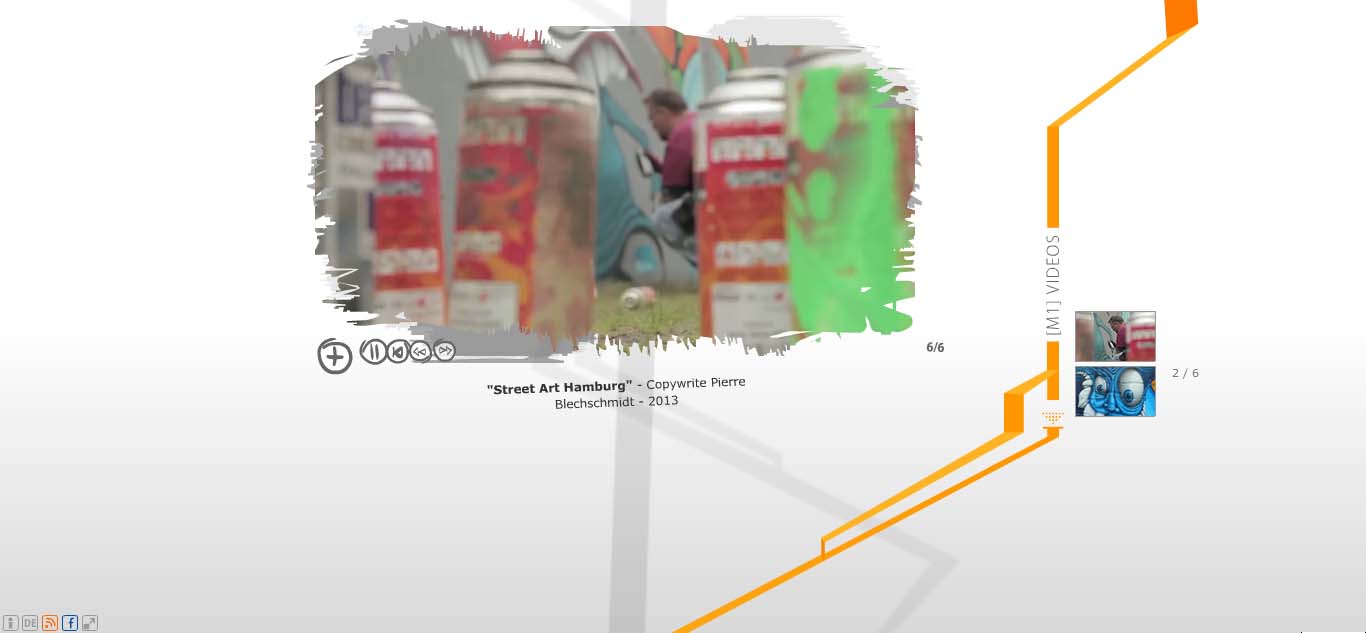 6/6
"Street Art Hamburg" - Copywrite Pierre
Blechschmidt - 2013
[M1] VIDEOS
2 / 6
DE